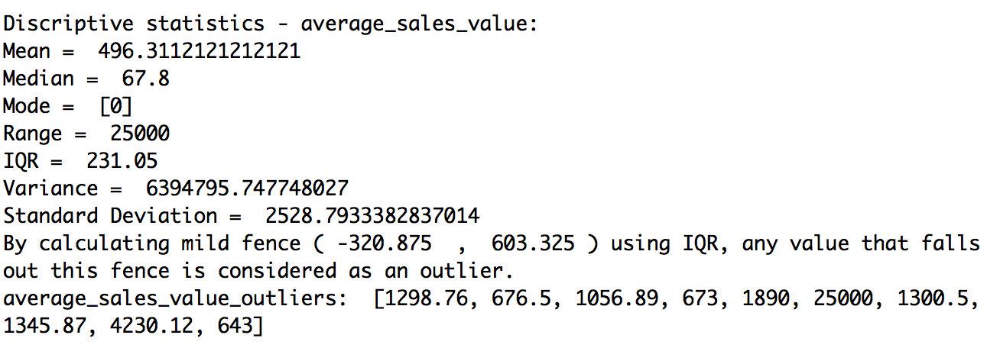 Discriptive statistics - average_sales_value:
Mean =  496.3112121212121
Median =  67.8
Mode =  [0]
Range =  25000
IQR =  231.05
Variance =  6394795.747748027
Standard Deviation =  2528.7933382837014
By calculating mild fence ( -320.875  ,  603.325 ) using IQR, any value that falls
out this fence is considered as an outlier.
average_sales_value_outliers:  [1298.76, 676.5, 1056.89, 673, 1890, 25000, 1300.5,
1345.87, 4230.12, 643]